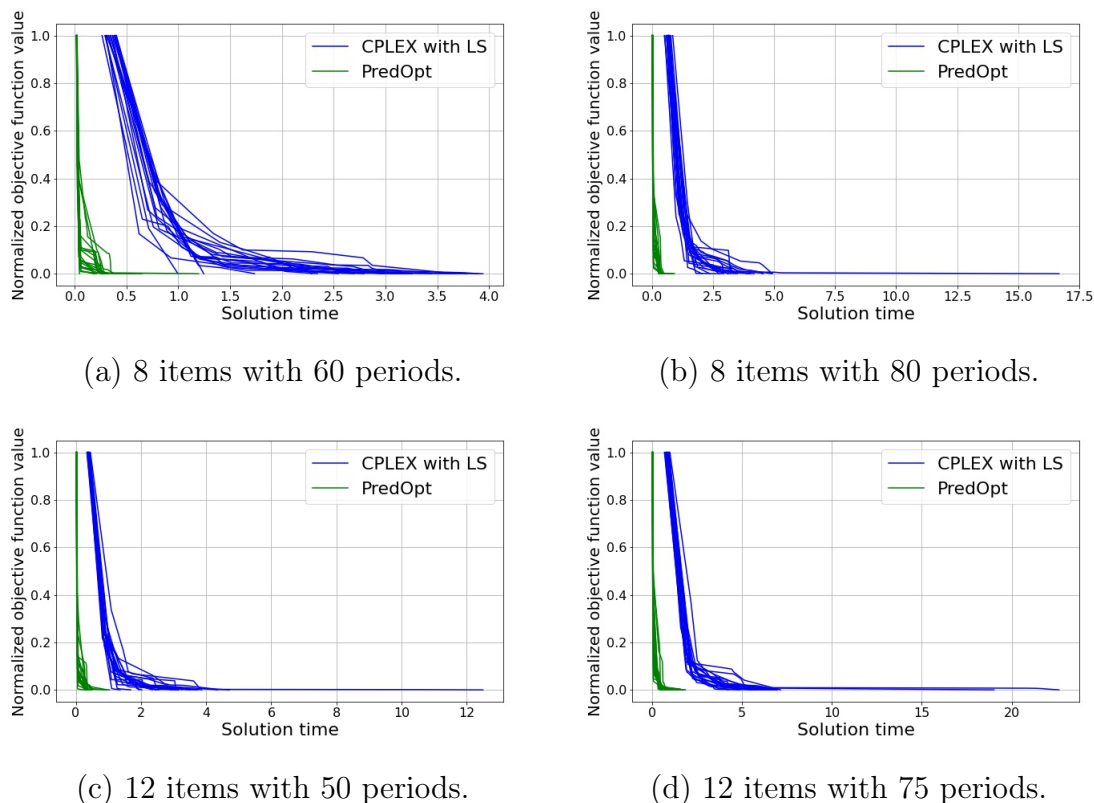 Normalized objective function value
1.0
0.8
0.6
0.4
0.2
0.0
CPLEX with LS
PredOpt
0.0 0.5 1.0 1.5 2.0 2.5 3.0 3.5 4.0
Solution time
(a) 8 items with 60 periods.
Normalized objective function value
1.0
0.8
0.6
0.4
0.2
0.0
CPLEX with LS
PredOpt
0.0 2.5 5.0 7.5 10.0 12.5 15.0 17.5
Solution time
(b) 8 items with 80 periods.
Normalized objective function value
1.0
0.8
0.6
0.4
0.2
0.0
CPLEX with LS
PredOpt
0 2 4 6 8 10 12
Solution time
(c) 12 items with 50 periods.
Normalized objective function value
1.0
0.8
0.6
0.4
0.2
0.0
CPLEX with LS
PredOpt
0 5 10 15 20
Solution time
(d) 12 items with 75 periods.